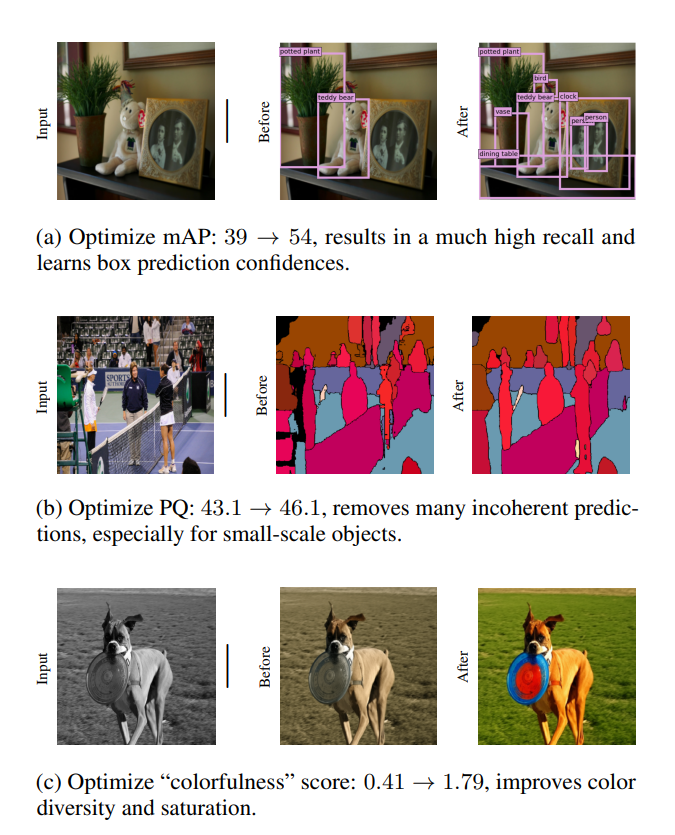 Input
Before
potted plant
teddy bear
After
potted plant
bird
teddy bear
clock
vase
person
dining table
(a) Optimize mAP: 39 → 54, results in a much high recall and
learns box prediction confidences.
Input
SPORTS
Before
After
(b) Optimize PQ: 43.1 → 46.1, removes many incoherent predic-
tions, especially for small-scale objects.
Input
Before
After
(c) Optimize “colorfulness” score: 0.41 → 1.79, improves color
diversity and saturation.